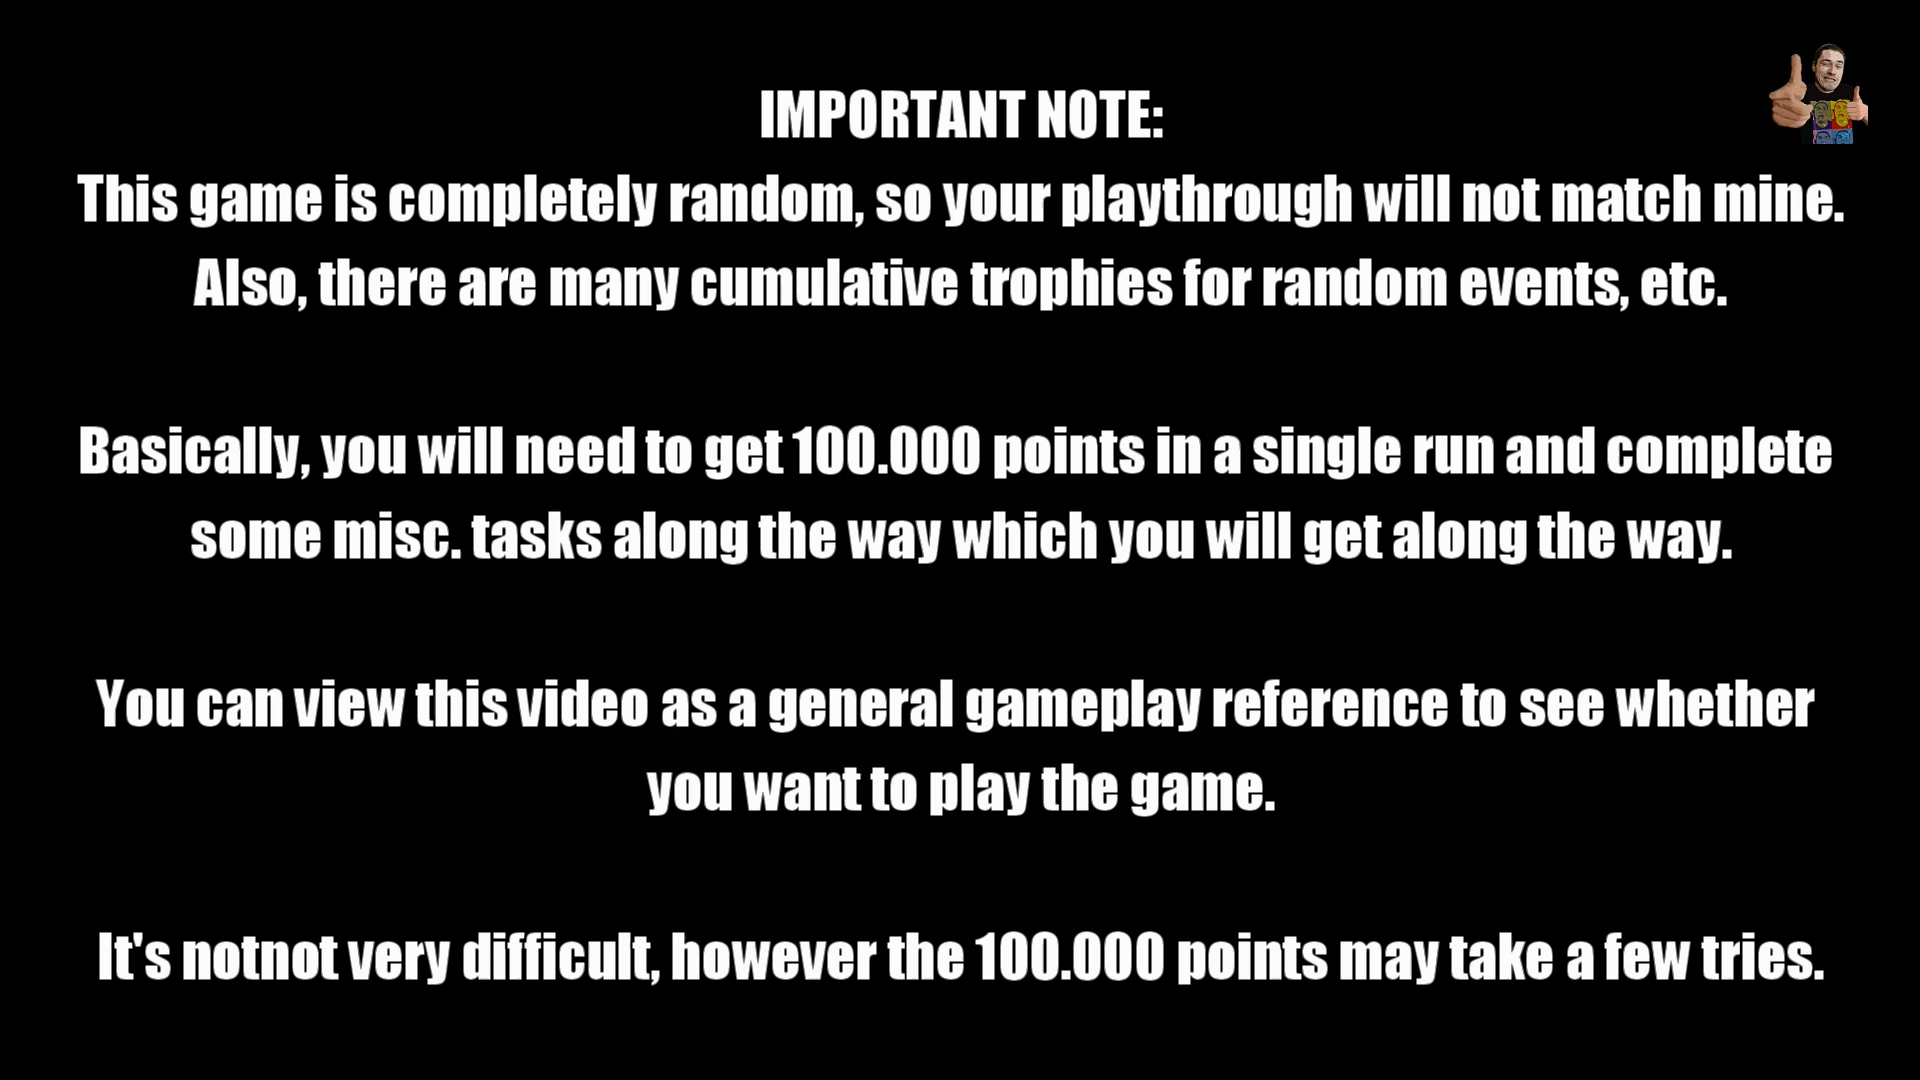 IMPORTANT NOTE:
This game is completely random, so your playthrough will not match mine.
Also, there are many cumulative trophies for random events, etc.
Basically, you will need to get 100.000 points in a single run and complete
some misc. tasks along the way which you will get along the way.
You can view this video as a general gameplay reference to see whether
you want to play the game.
It's notnot very difficult, however the 100.000 points may take a few tries.